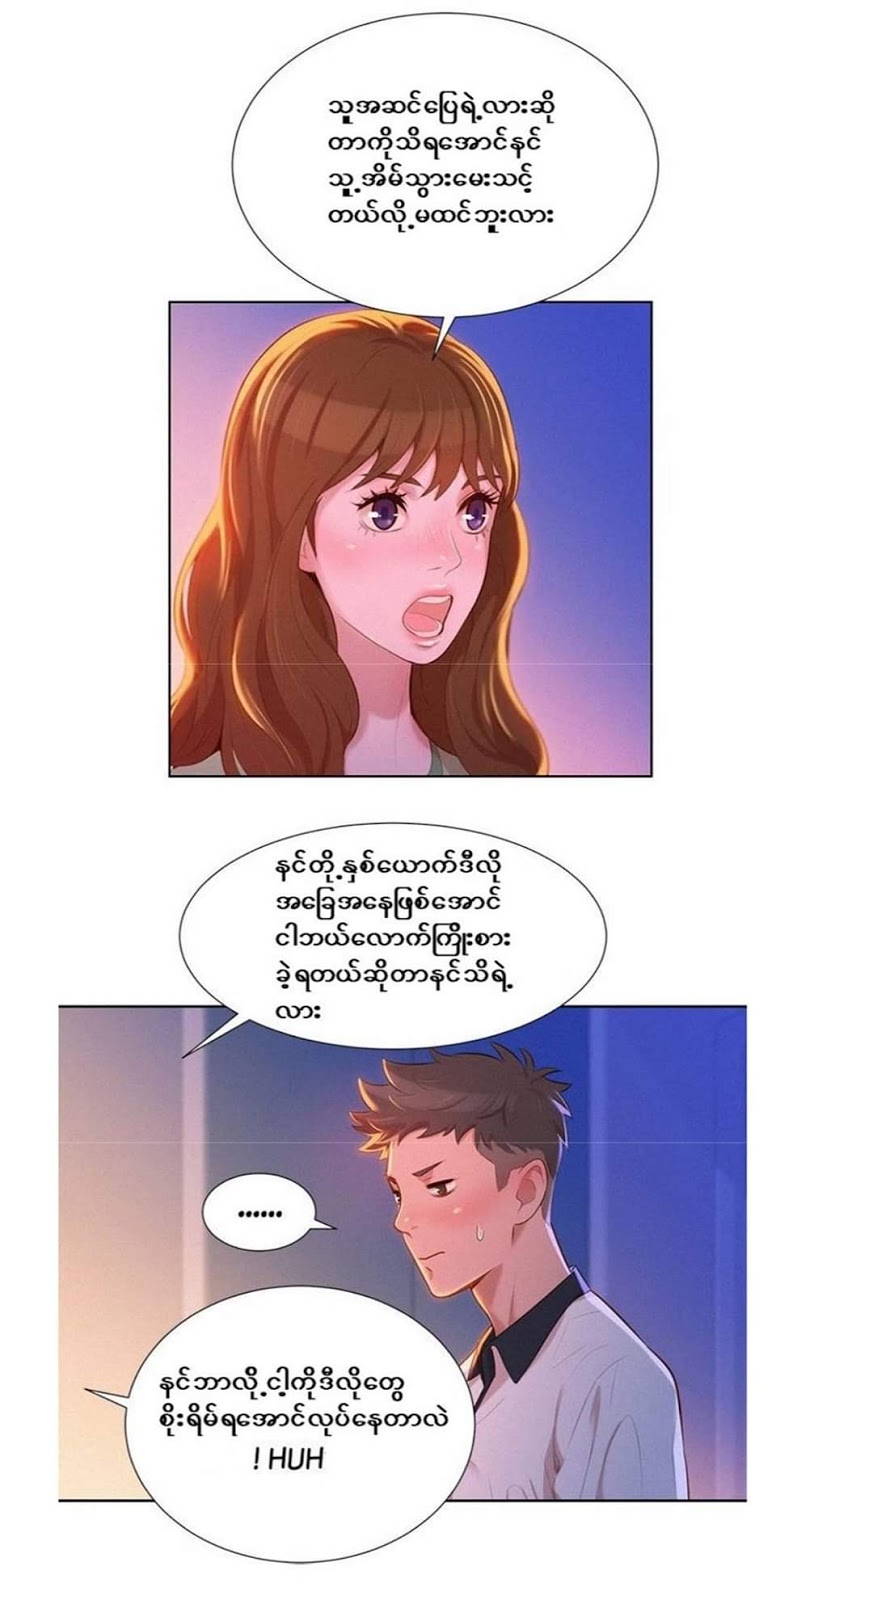 သူအဆင်ပြေရဲ့လားဆို
တာကိုသိရအောင်နင်
သူ့အိမ်သွားမေးသင့်
တယ်လို့မထင်ဘူးလား
နင်တို့နှစ်ယောက်ဒီလို
အခြေအနေဖြစ်အောင်
ငါဘယ်လောက်ကြိုးစား
ခဲ့ရတယ်ဆိုတာနင်သိရဲ့
လား
......
နင်ဘာလို့ငါ့ကိုဒီလိုတွေ
စိုးရိမ်ရအောင်လုပ်နေတာလဲ
! HUH